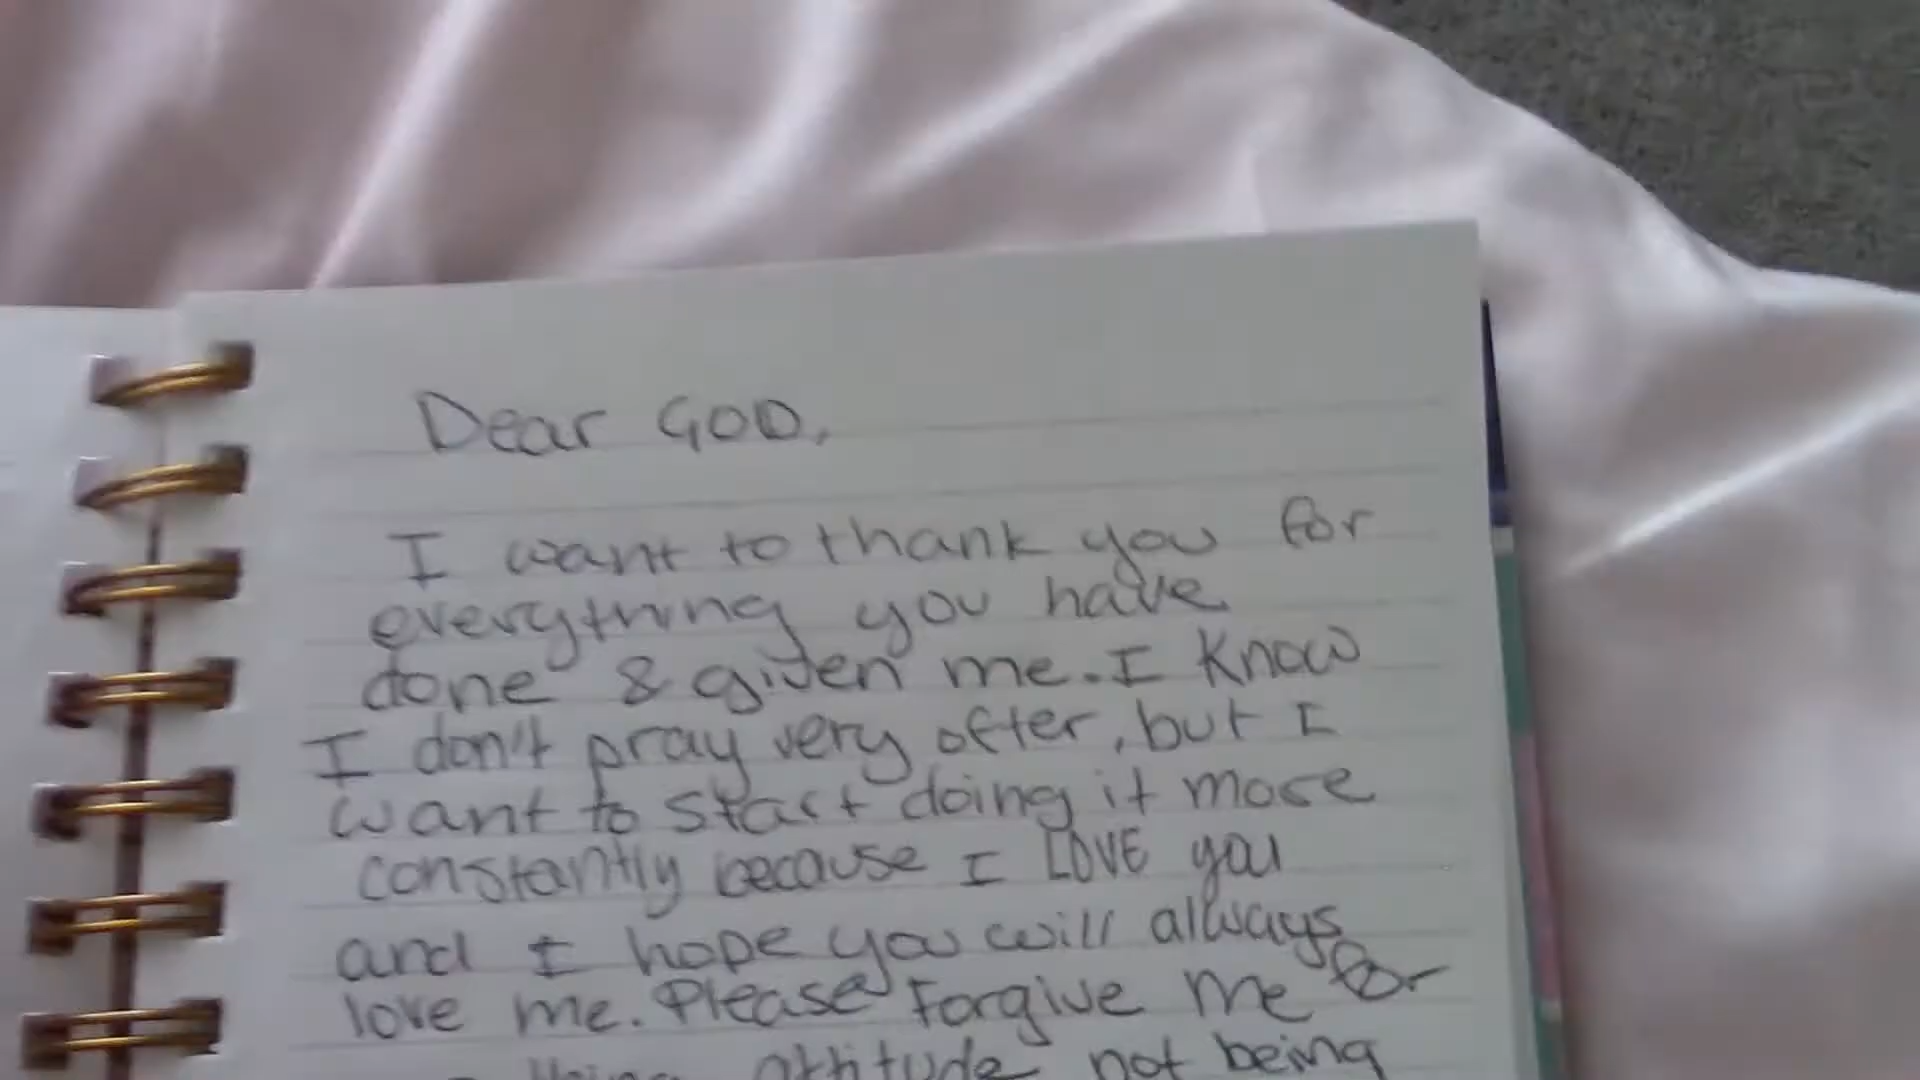 Dear GOD,
I want to thank you for
everything you have
done & given me. I know
I don't pray very ofter, but I
want to start doing it more
constantly because I LOVE you
and I hope you will always
love me. Please Forgive me for
attitude not being